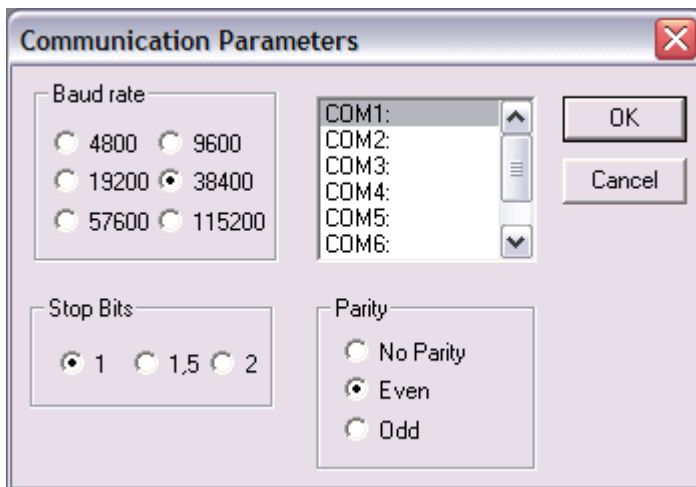 Communication Parameters
Baud rate
4800 9600
19200 38400
57600 115200
COM1:
COM2:
COM3:
COM4:
COM5:
COM6:
OK
Cancel
Stop Bits
1 1,5 2
Parity
No Parity
Even
Odd